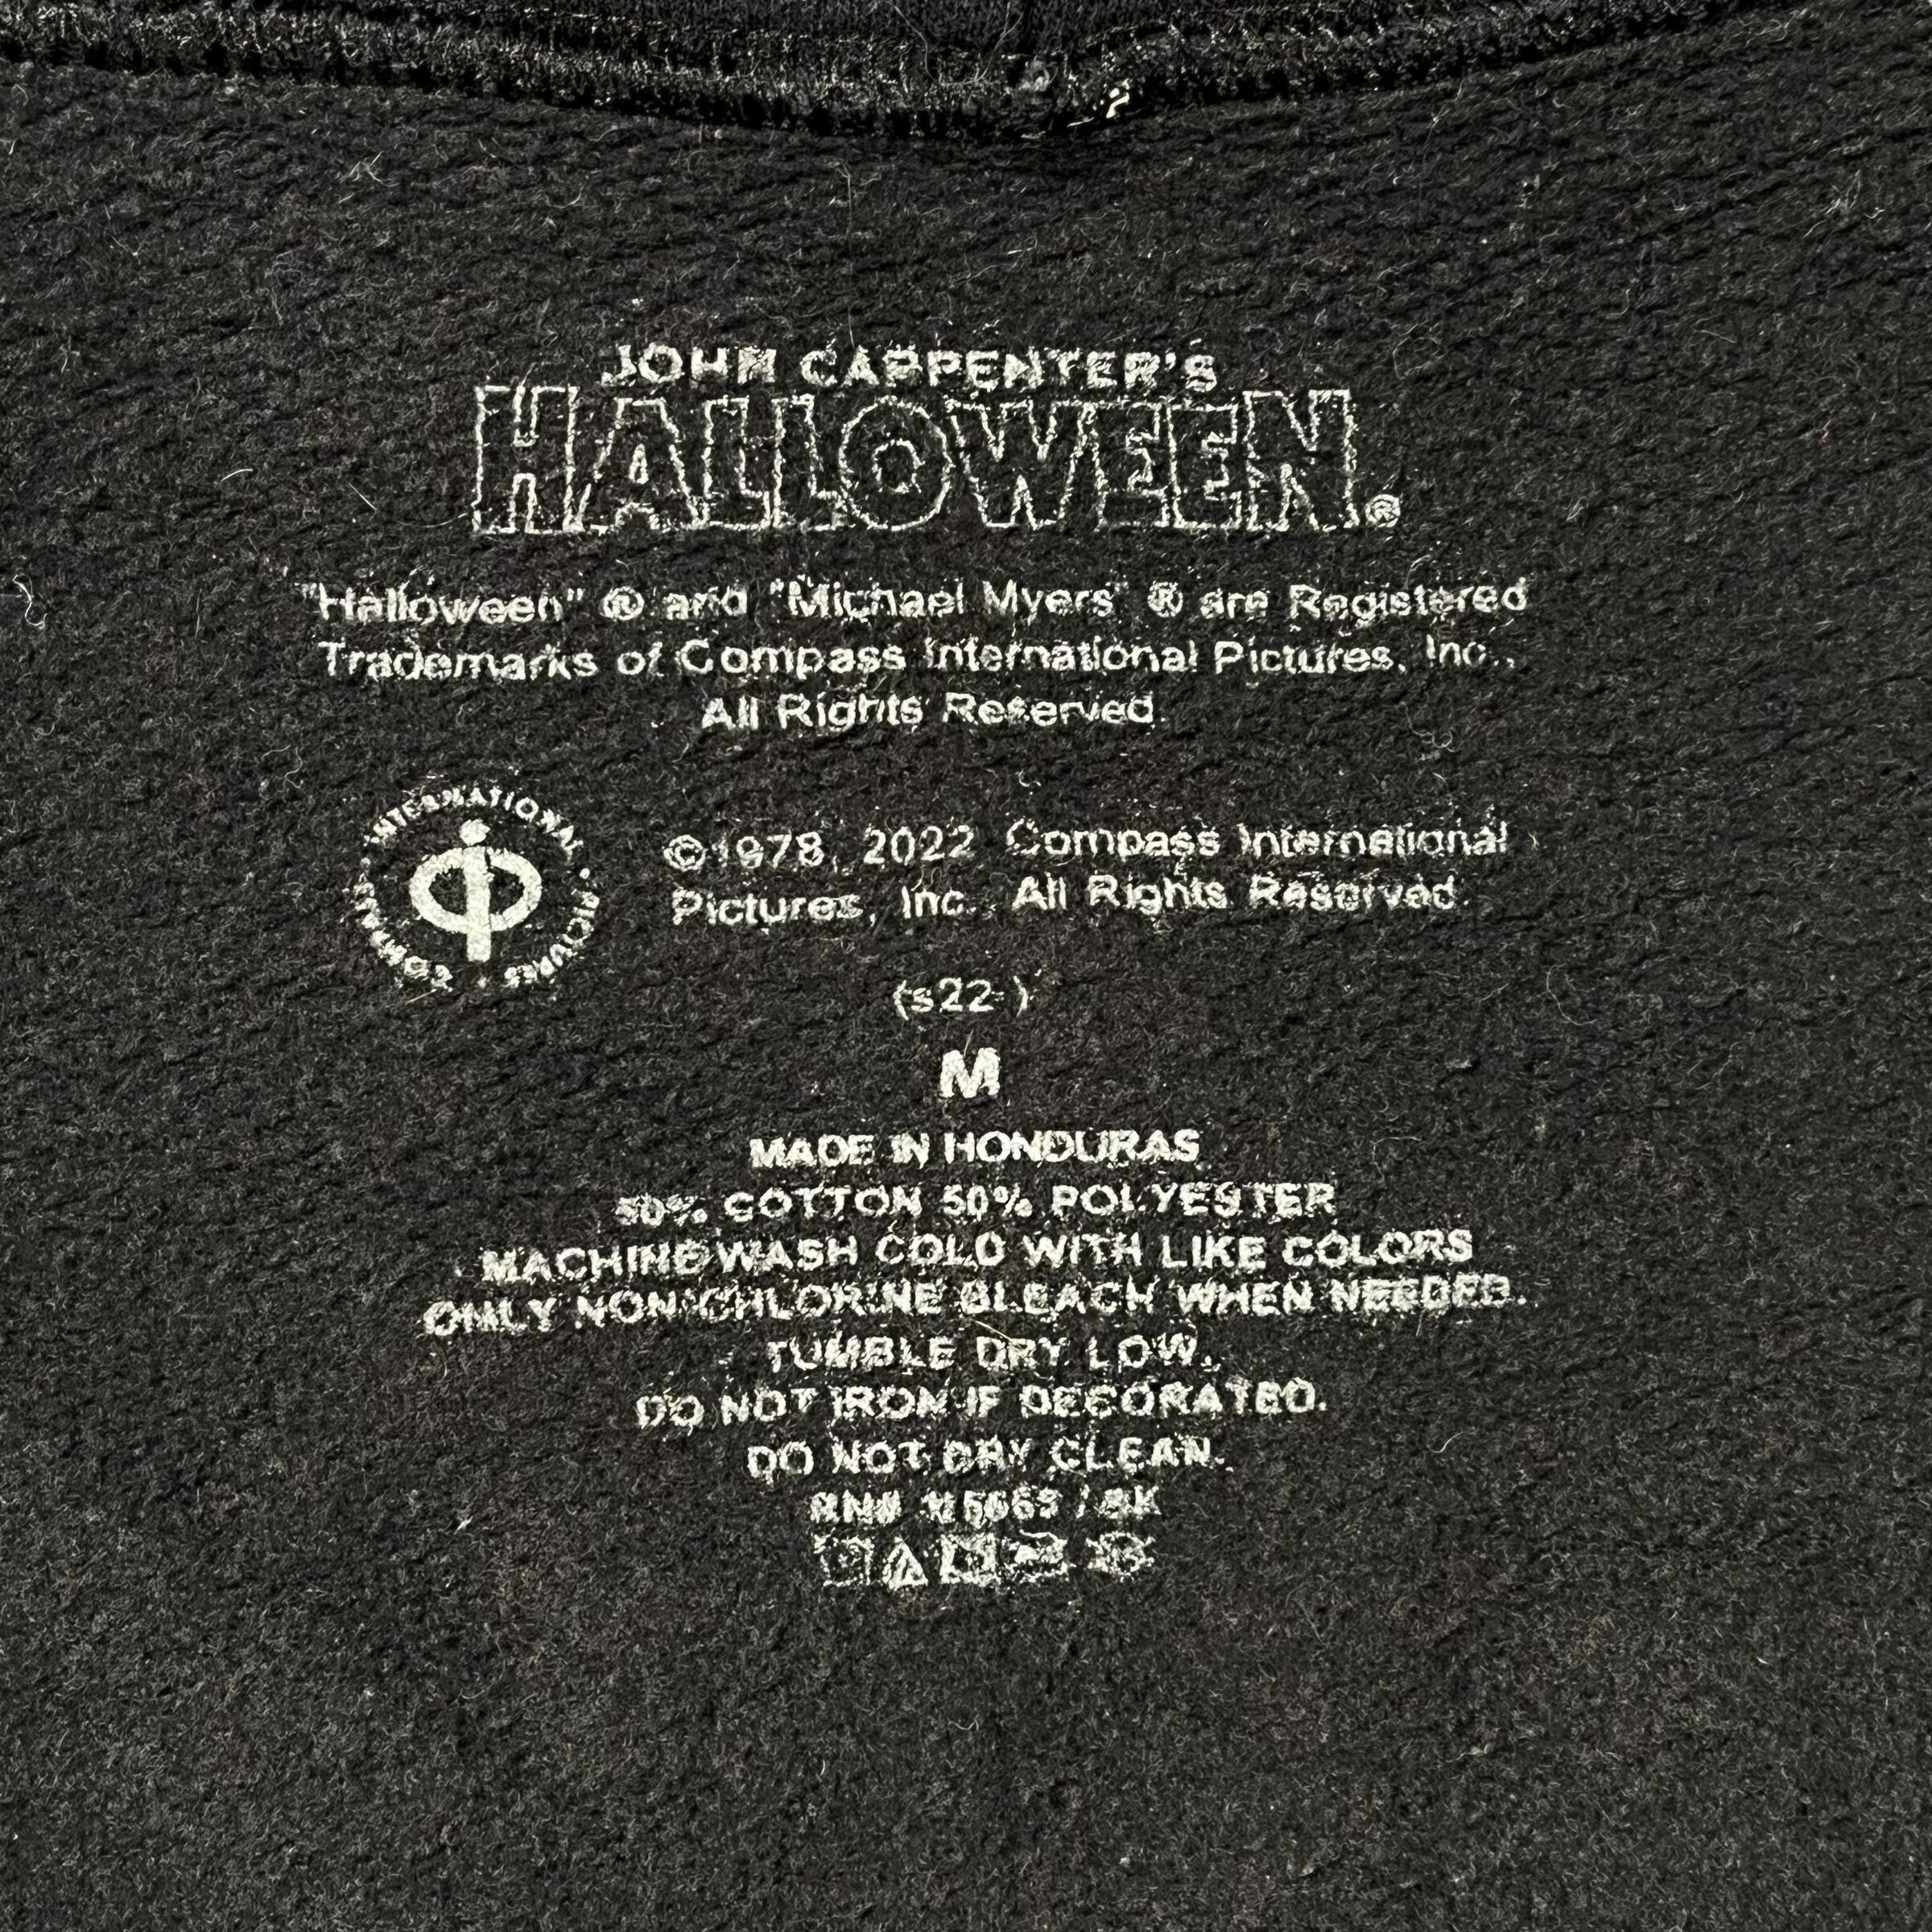 JOHN CARPENTER'S
HALLOWEEN®
"Halloween" ® and "Michael Myers" ® are Registered
Trademarks of Compass International Pictures, Inc.,
All Rights Reserved.
COMPASS • INTERNATIONAL • PICTURES •
©1978, 2022 Compass International
Pictures, Inc. All Rights Reserved.
(s22-)
M
MADE IN HONDURAS
50% COTTON 50% POLYESTER
MACHINE WASH COLD WITH LIKE COLORS
ONLY NON-CHLORINE BLEACH WHEN NEEDED.
TUMBLE DRY LOW.
DO NOT IRON IF DECORATED.
DO NOT DRY CLEAN.
RN#